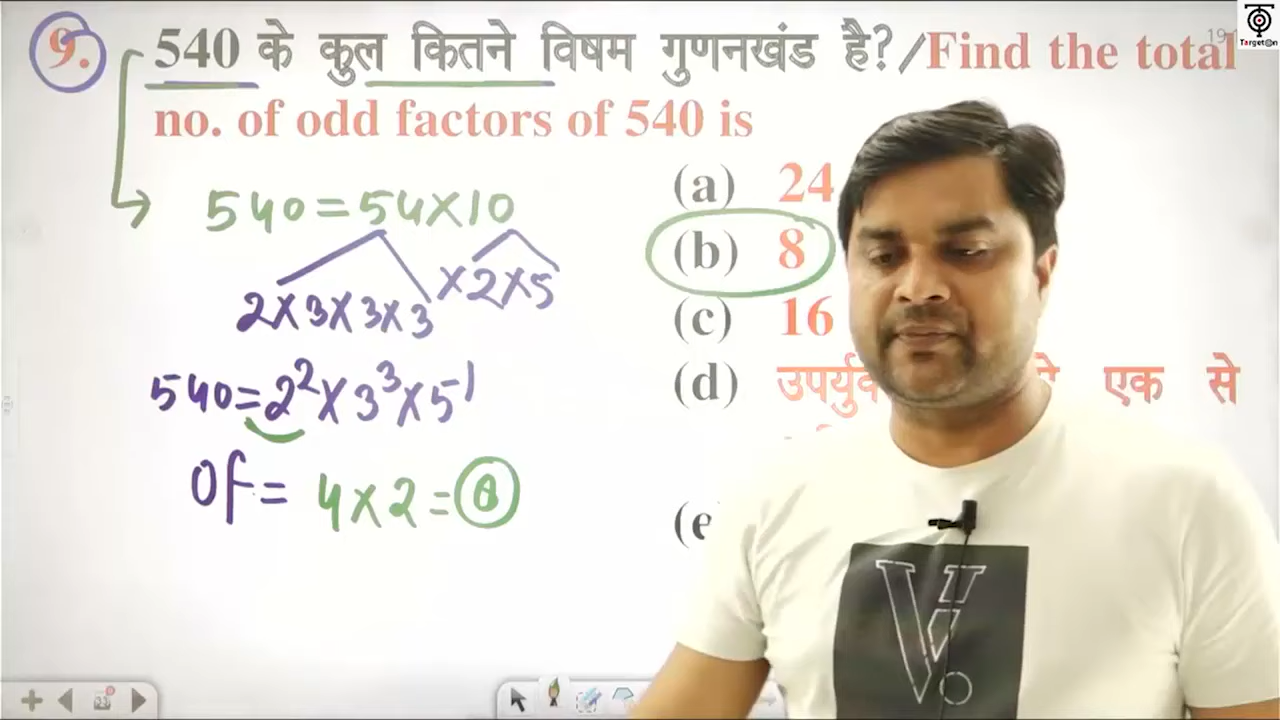 9. 540 के कुल कितने विषम गुणनखंड है?/Find the total
no. of odd factors of 540 is
540=54×10
2×3×3×3×2×5
540=2²×3³×5¹
of= 4×2=8
(a) 24
(b) 8
(c) 16
(d) एक से
(e
Target@n